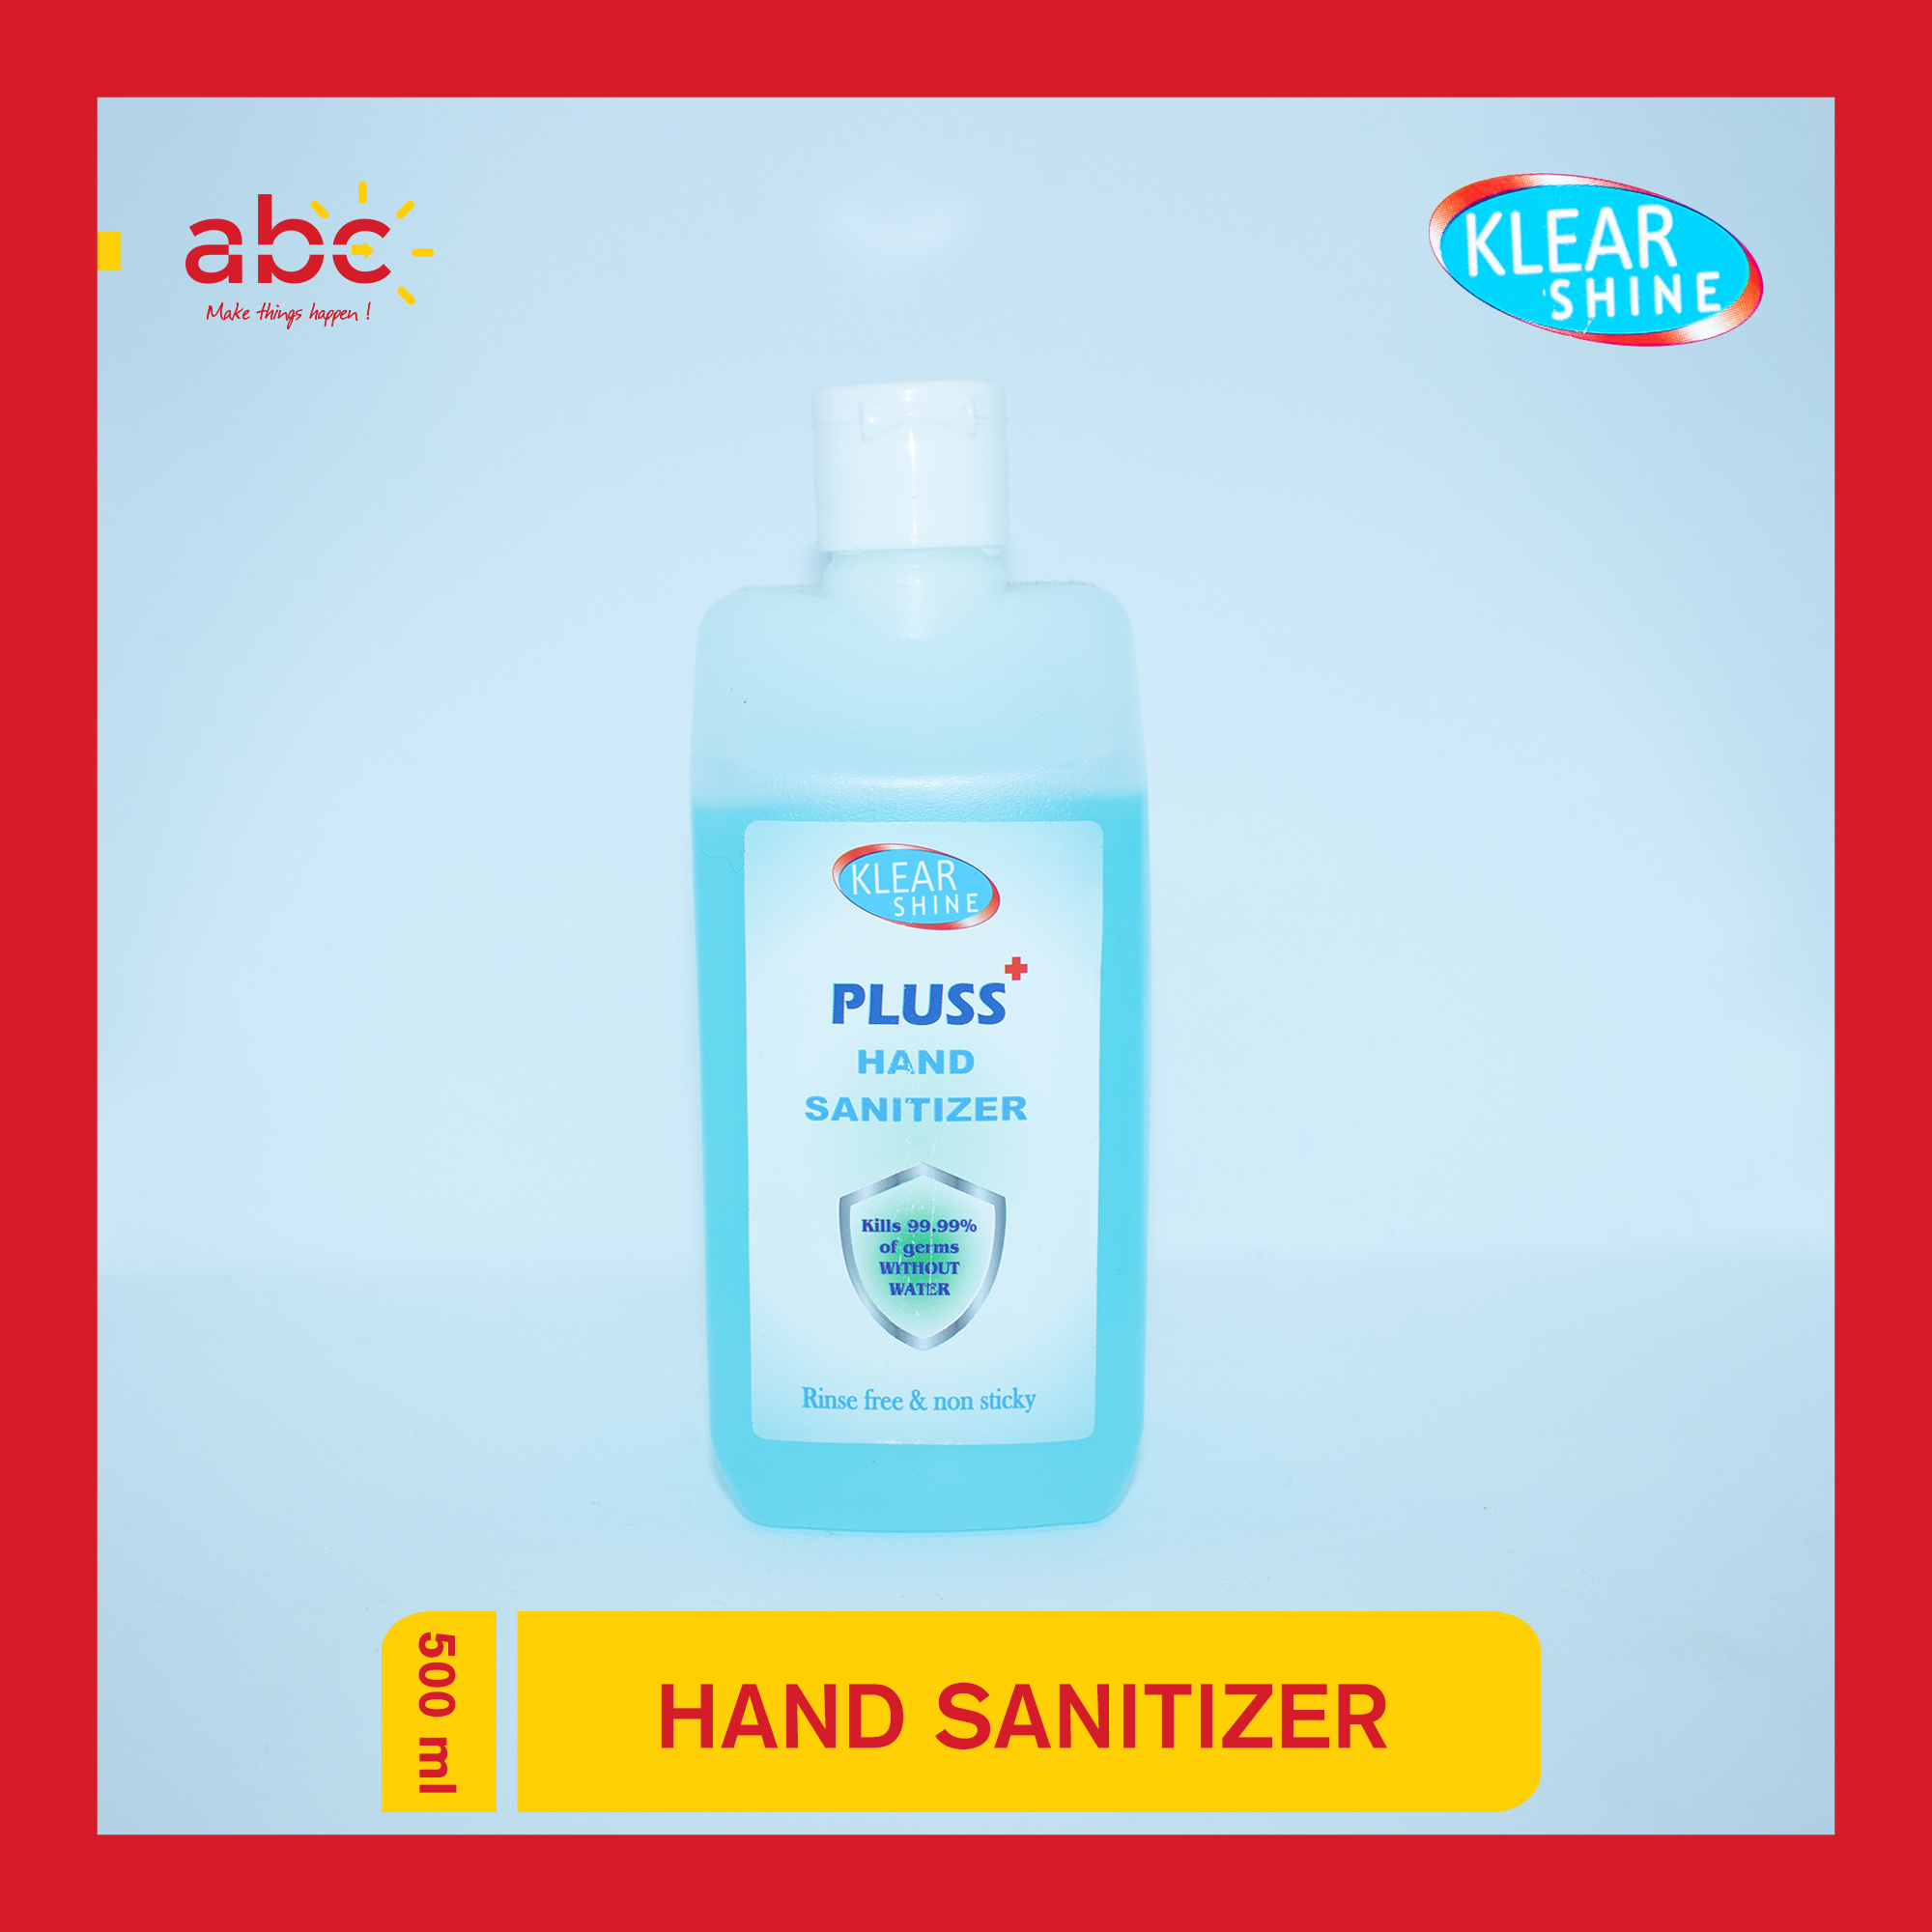 abc
Make things happen !
KLEAR
SHINE
KLEAR
SHINE
PLUSS+
HAND
SANITIZER
Kills 99.99%
of germs
WITHOUT
WATER
Rinse free & non sticky
500 ml
HAND SANITIZER